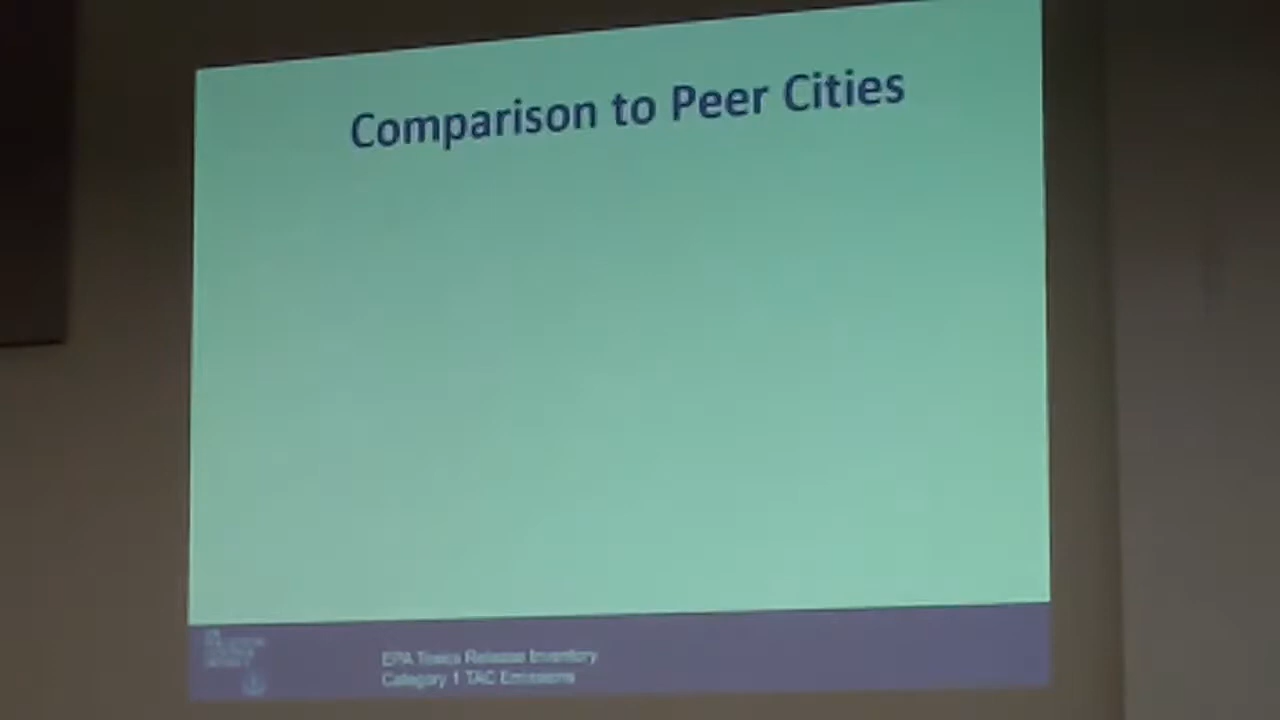 Comparison to Peer Cities
EPA Toxics Release Inventory
Category 1 TAC Emissions